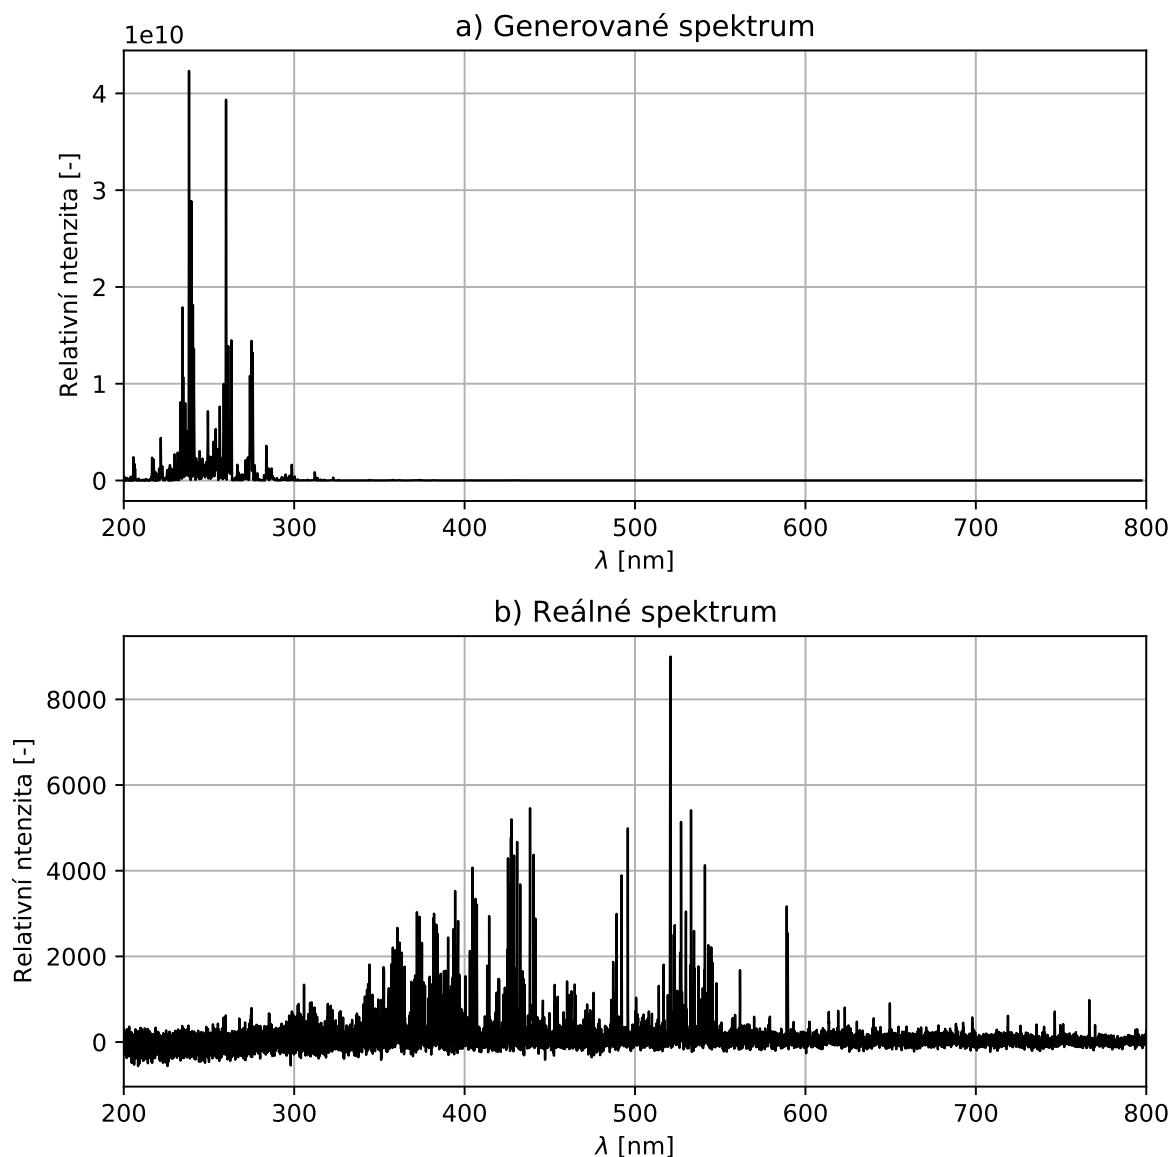 a) Generované spektrum
1e10
4
3
2
1
0
Relativní ntenzita [-]
200 300 400 500 600 700 800
λ [nm]
b) Reálné spektrum
8000
6000
4000
2000
0
Relativní ntenzita [-]
200 300 400 500 600 700 800
λ [nm]